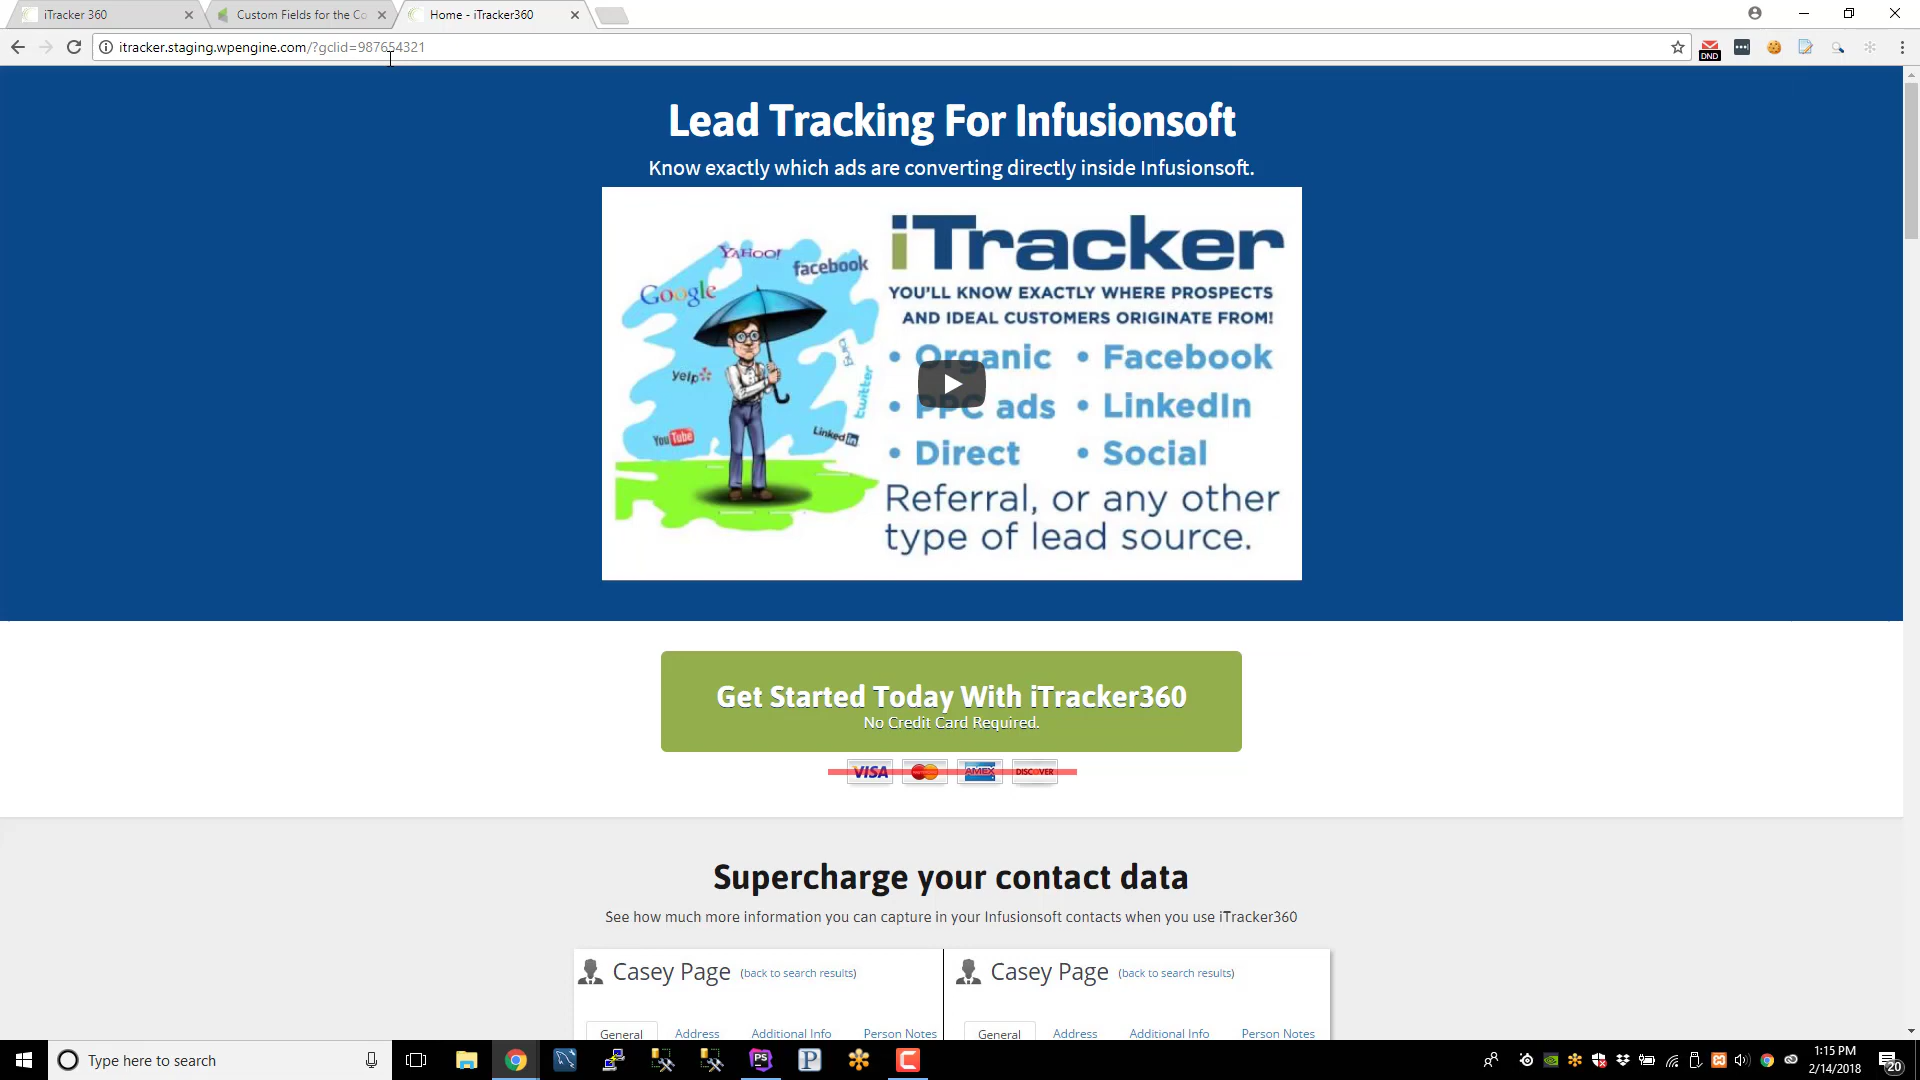 iTracker 360
Custom Fields for the Co
Home - iTracker360
itracker.staging.wpengine.com/?gclid=987654321
DND
Lead Tracking For Infusionsoft
Know exactly which ads are converting directly inside Infusionsoft.
YAHOO!
facebook
Google
bing
yelp
twitter
YouTube
LinkedIn
iTracker
YOU'LL KNOW EXACTLY WHERE PROSPECTS
AND IDEAL CUSTOMERS ORIGINATE FROM!
• Organic • Facebook
• PPC ads • LinkedIn
• Direct • Social
Referral, or any other
type of lead source.
Get Started Today With iTracker360
No Credit Card Required.
VISA AMEX DISCOVER
Supercharge your contact data
See how much more information you can capture in your Infusionsoft contacts when you use iTracker360
Casey Page (back to search results)
General Address Additional Info Person Notes
Casey Page (back to search results)
General Address Additional Info Person Notes
Type here to search
PS
P
C
1:15 PM
2/14/2018
20